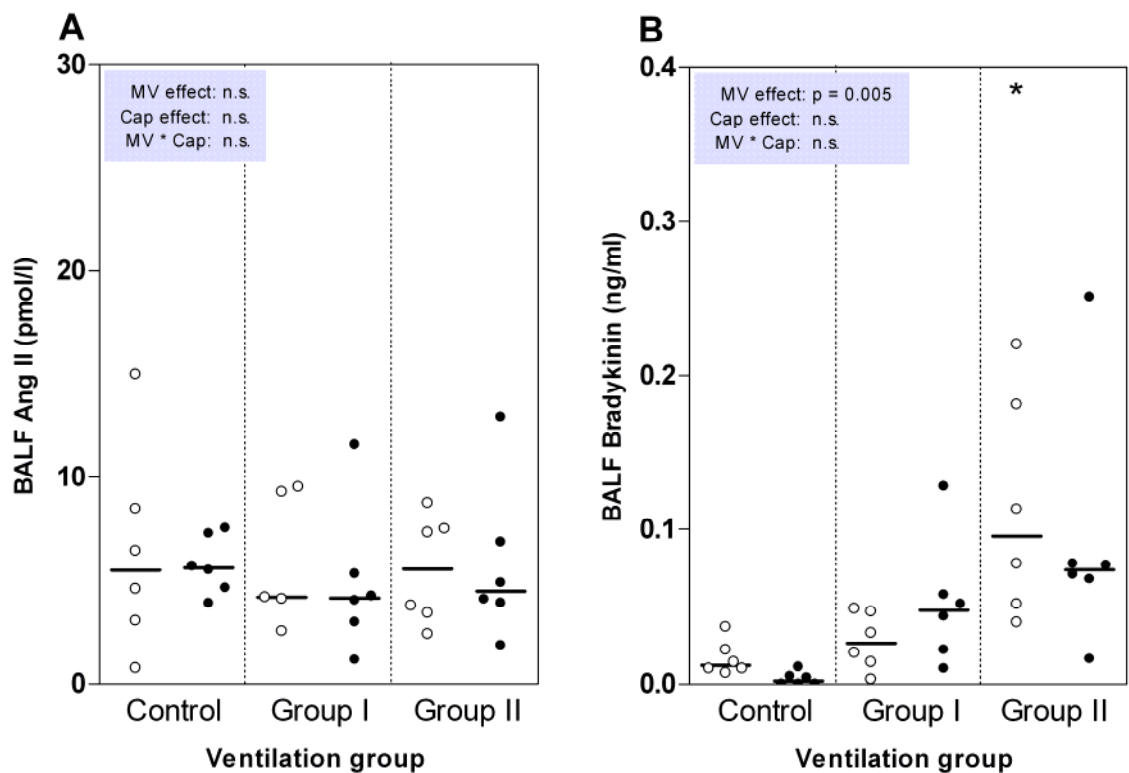 A
30
20
10
0
BALF Ang II (pmol/l)
MV effect: n.s.
Cap effect: n.s.
MV * Cap: n.s.
Control Group I Group II
Ventilation group
B
0.4
0.3
0.2
0.1
0.0
BALF Bradykinin (ng/ml)
MV effect: p = 0.005
Cap effect: n.s.
MV * Cap: n.s.
*
Control Group I Group II
Ventilation group